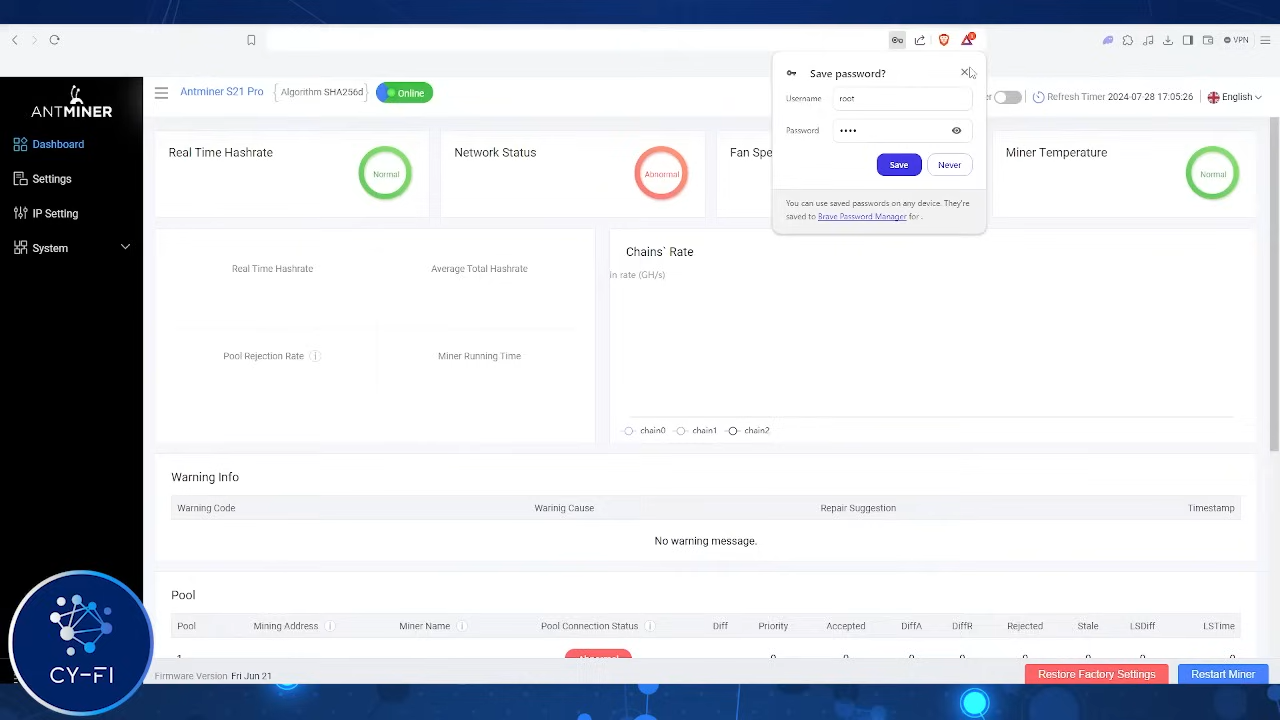 VPN
Save password?
ANTMINER
Antminer S21 Pro
Algorithm SHA256d
Online
Username
root
Refresh Timer 2024-07-28 17:05:26
English
Password
••••
Dashboard
Settings
IP Setting
System
Real Time Hashrate
Normal
Network Status
Abnormal
Fan Spe
Save
Never
Miner Temperature
Normal
You can use saved passwords on any device. They're
saved to Brave Password Manager for .
Real Time Hashrate
Average Total Hashrate
Pool Rejection Rate
Miner Running Time
Chains` Rate
in rate (GH/s)
chain0
chain1
chain2
Warning Info
Warning Code
Warinig Cause
Repair Suggestion
Timestamp
No warning message.
Pool
Pool
Mining Address
Miner Name
Pool Connection Status
Diff
Priority
Accepted
DiffA
DiffR
Rejected
Stale
LSDiff
LSTime
CY-FI
Firmware Version Fri Jun 21
Restore Factory Settings
Restart Miner